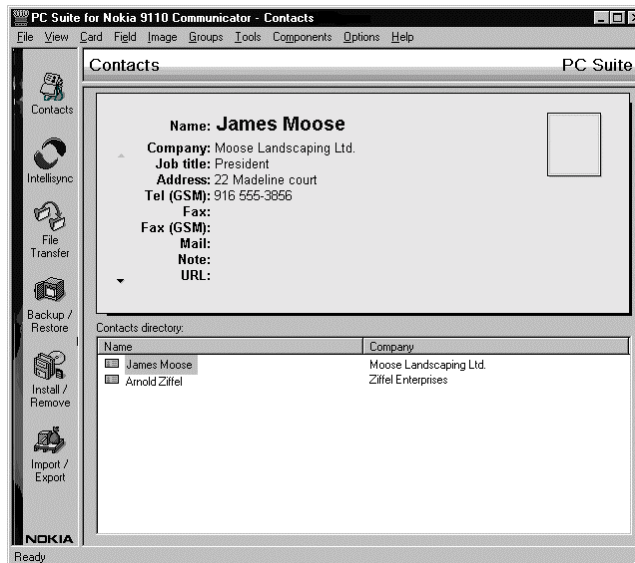 PC Suite for Nokia 9110 Communicator - Contacts
File View Card Field Image Groups Tools Components Options Help
Contacts PC Suite
Contacts
Intellisync
File
Transfer
Backup /
Restore
Install /
Remove
Import /
Export
NOKIA
Name: James Moose
Company: Moose Landscaping Ltd.
Job title: President
Address: 22 Madeline court
Tel (GSM): 916 555-3856
Fax:
Fax (GSM):
Mail:
Note:
URL:
Contacts directory:
Name Company
James Moose Moose Landscaping Ltd.
Arnold Ziffel Ziffel Enterprises
Ready